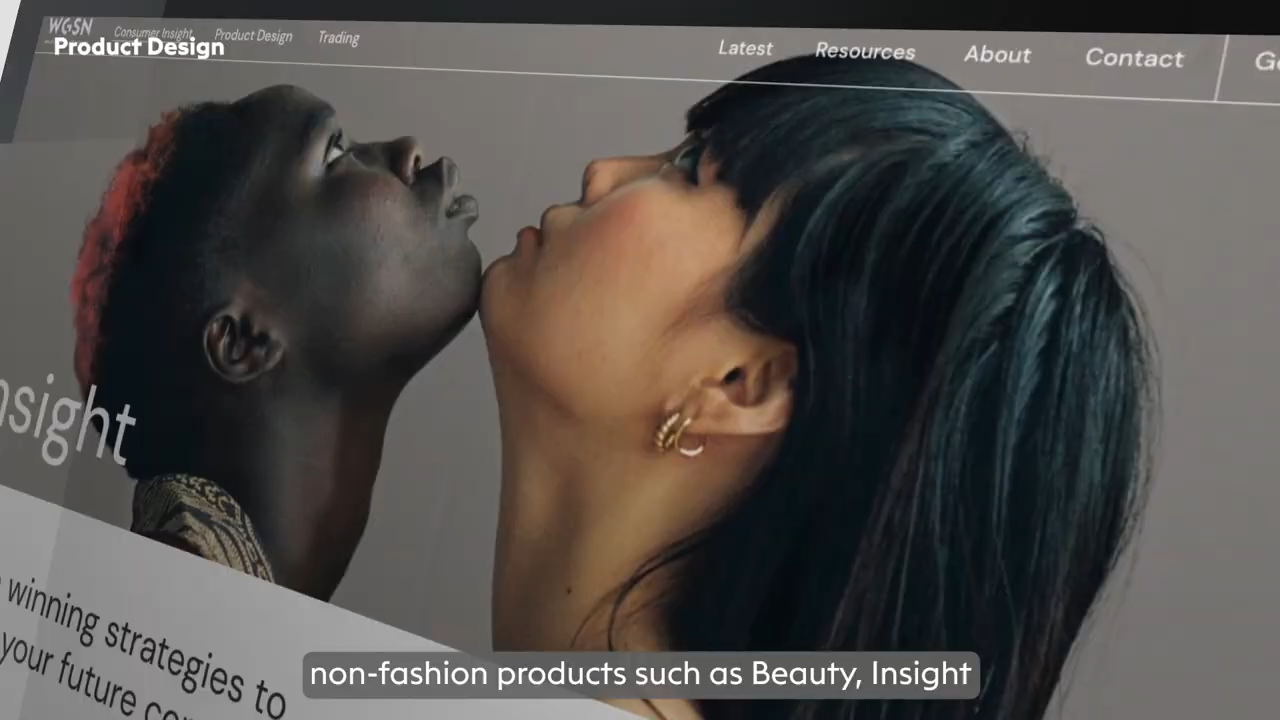 WGSN
Consumer Insight
Product Design
Trading
Product Design
Latest
Resources
About
Contact
nsight
winning strategies to
your future
non-fashion products such as Beauty, Insight